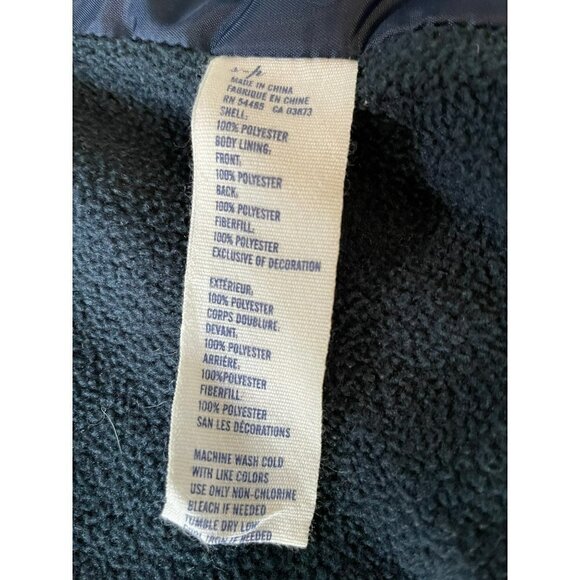 MADE IN CHINA
FABRIQUE EN CHINE
RN 54485 CA 03873
SHELL:
100% POLYESTER
BODY LINING:
FRONT:
100% POLYESTER
BACK:
100% POLYESTER
FIBERFILL:
100% POLYESTER
EXCLUSIVE OF DECORATION
EXTÉRIEUR:
100% POLYESTER
CORPS DOUBLURE:
DEVANT:
100% POLYESTER
ARRIÈRE:
100%POLYESTER
FIBERFILL:
100% POLYESTER
SAN LES DÉCORATIONS
MACHINE WASH COLD
WITH LIKE COLORS
USE ONLY NON-CHLORINE
BLEACH IF NEEDED
TUMBLE DRY LOW
IRON IF NEEDED